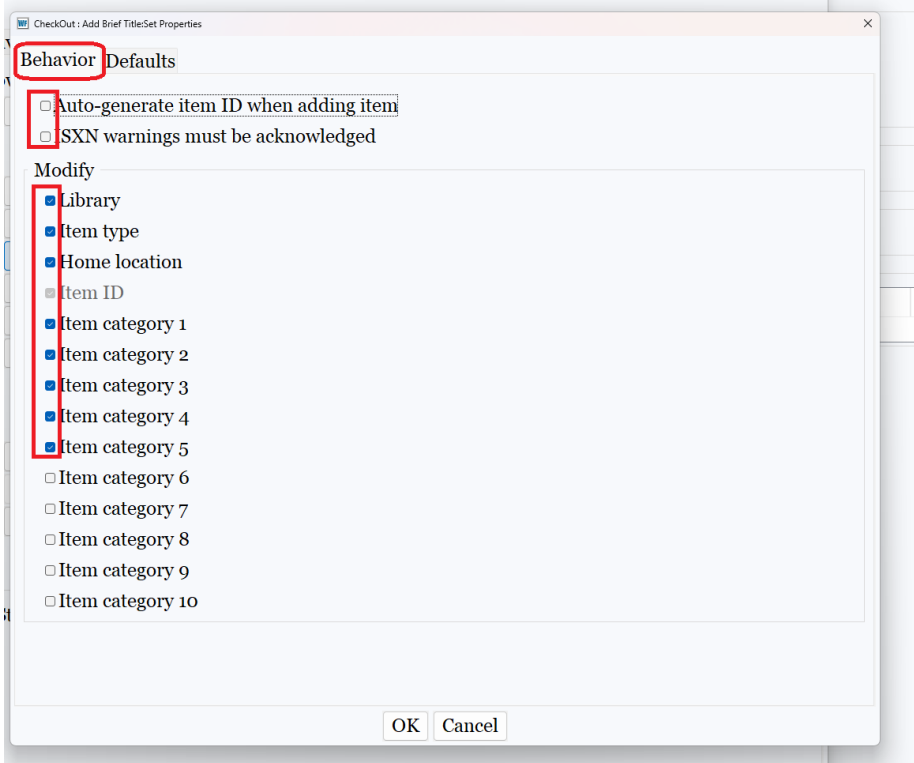 WF CheckOut : Add Brief Title:Set Properties
Behavior Defaults
Auto-generate item ID when adding item
ISXN warnings must be acknowledged
Modify
Library
Item type
Home location
Item ID
Item category 1
Item category 2
Item category 3
Item category 4
Item category 5
Item category 6
Item category 7
Item category 8
Item category 9
Item category 10
OK Cancel